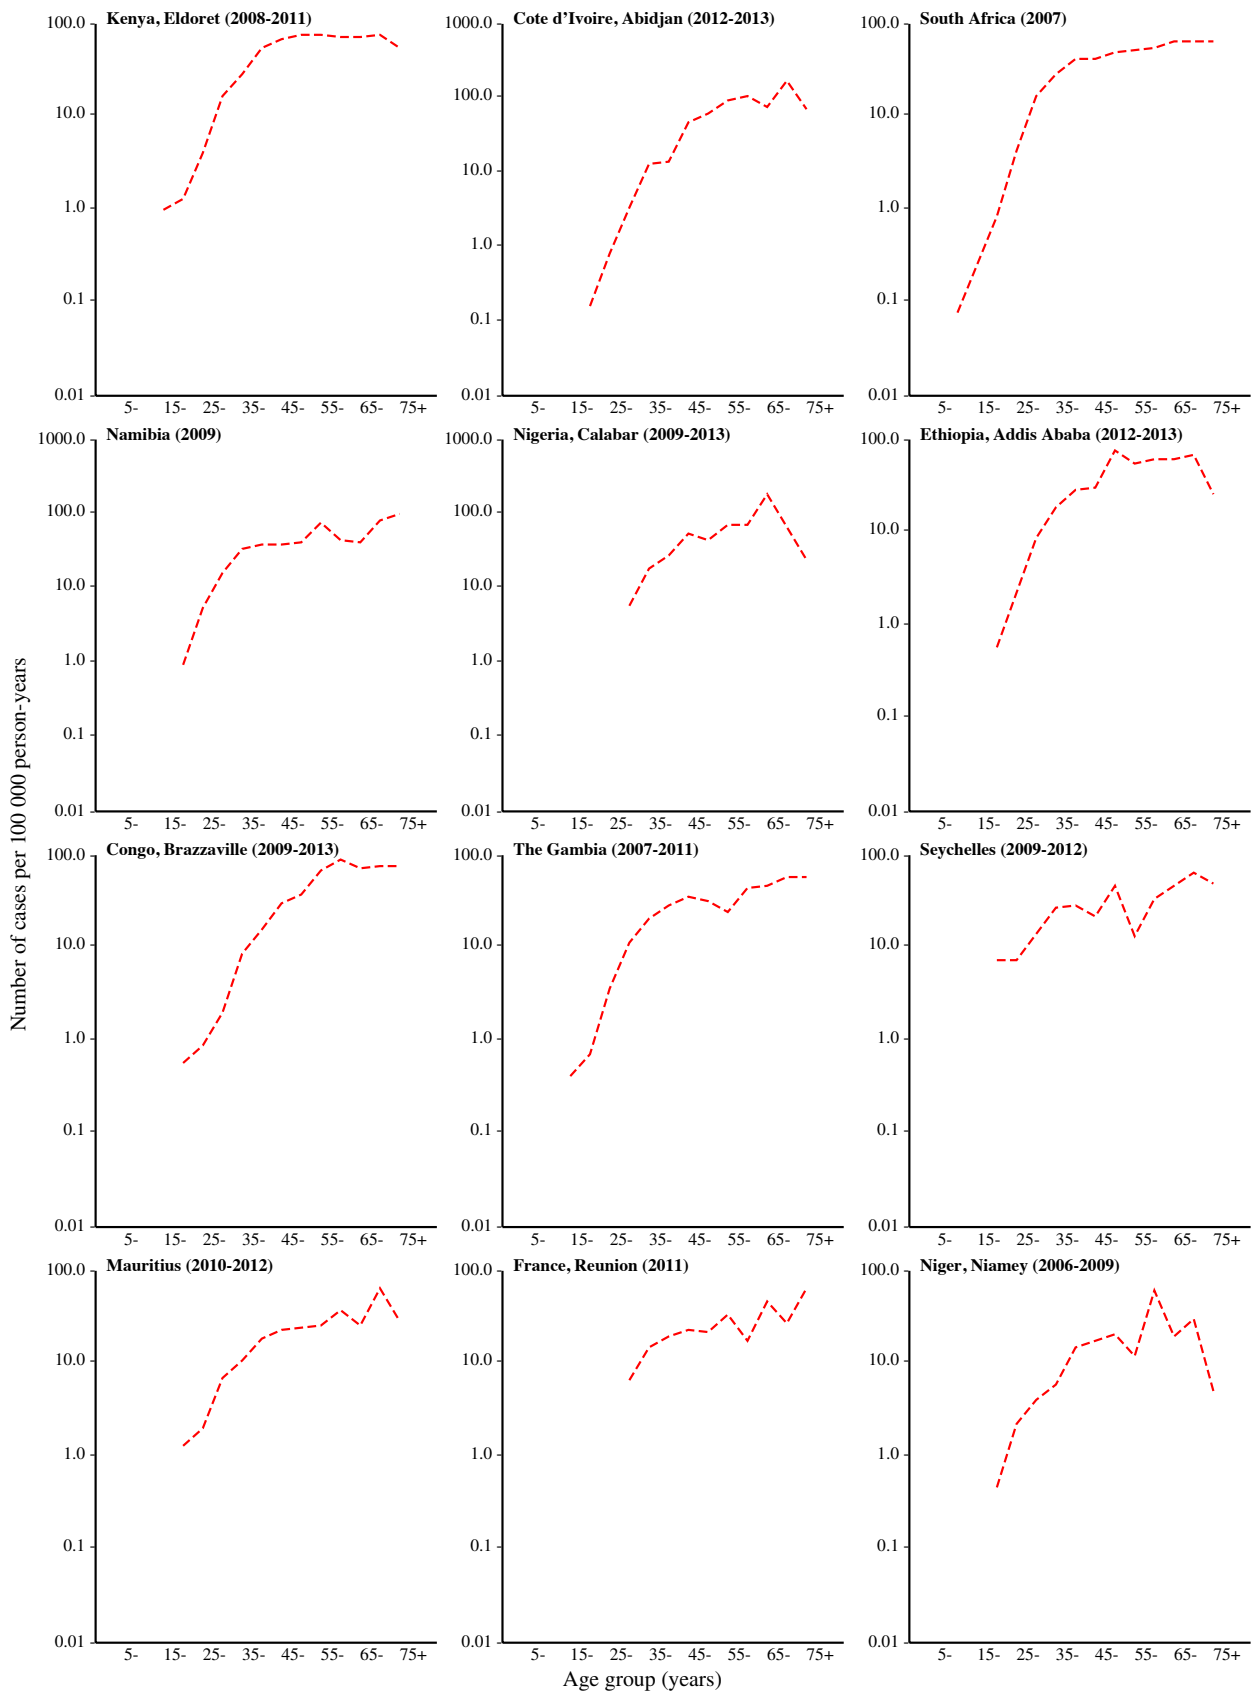 Kenya, Eldoret (2008-2011)
100.0
10.0
1.0
0.1
0.01
5- 15- 25- 35- 45- 55- 65- 75+
Cote d'Ivoire, Abidjan (2012-2013)
1000.0
100.0
10.0
1.0
0.1
0.01
5- 15- 25- 35- 45- 55- 65- 75+
South Africa (2007)
100.0
10.0
1.0
0.1
0.01
5- 15- 25- 35- 45- 55- 65- 75+
Namibia (2009)
1000.0
100.0
10.0
1.0
0.1
0.01
5- 15- 25- 35- 45- 55- 65- 75+
Nigeria, Calabar (2009-2013)
1000.0
100.0
10.0
1.0
0.1
0.01
5- 15- 25- 35- 45- 55- 65- 75+
Ethiopia, Addis Ababa (2012-2013)
100.0
10.0
1.0
0.1
0.01
5- 15- 25- 35- 45- 55- 65- 75+
Number of cases per 100 000 person-years
Congo, Brazzaville (2009-2013)
100.0
10.0
1.0
0.1
0.01
5- 15- 25- 35- 45- 55- 65- 75+
The Gambia (2007-2011)
100.0
10.0
1.0
0.1
0.01
5- 15- 25- 35- 45- 55- 65- 75+
Seychelles (2009-2012)
100.0
10.0
1.0
0.1
0.01
5- 15- 25- 35- 45- 55- 65- 75+
Mauritius (2010-2012)
100.0
10.0
1.0
0.1
0.01
5- 15- 25- 35- 45- 55- 65- 75+
France, Reunion (2011)
100.0
10.0
1.0
0.1
0.01
5- 15- 25- 35- 45- 55- 65- 75+
Niger, Niamey (2006-2009)
100.0
10.0
1.0
0.1
0.01
5- 15- 25- 35- 45- 55- 65- 75+
Age group (years)